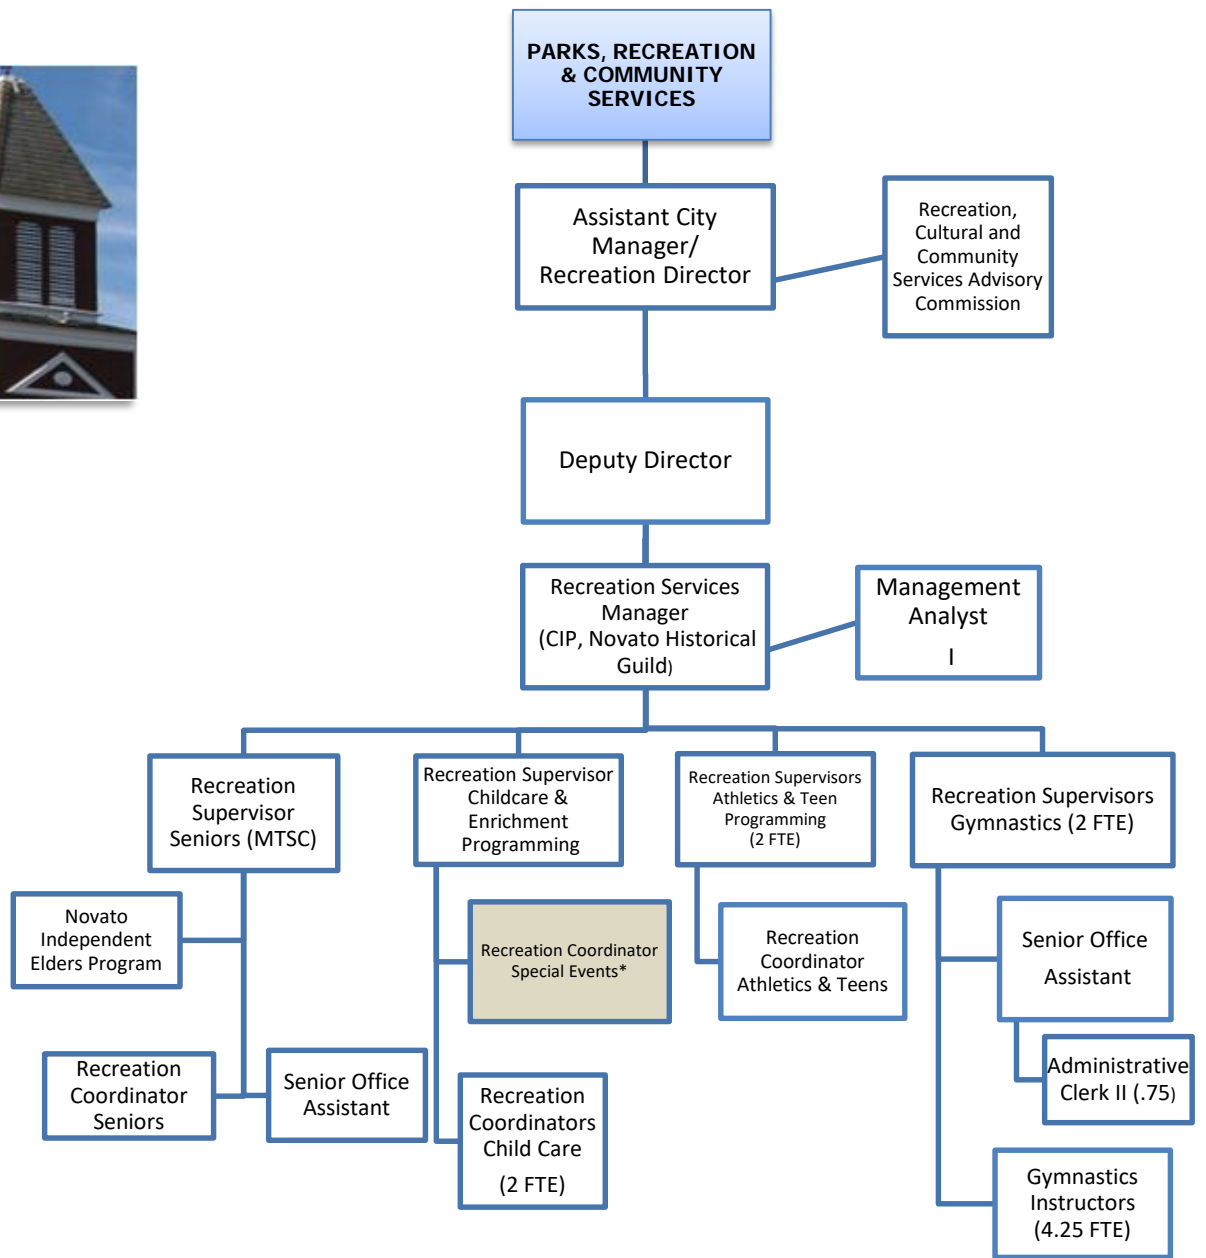 PARKS, RECREATION
& COMMUNITY
SERVICES
Assistant City
Manager/
Recreation Director
Recreation,
Cultural and
Community
Services Advisory
Commission
Deputy Director
Recreation Services
Manager
(CIP, Novato Historical
Guild)
Management
Analyst
I
Recreation
Supervisor
Seniors (MTSC)
Recreation Supervisor
Childcare &
Enrichment
Programming
Recreation Supervisors
Athletics & Teen
Programming
(2 FTE)
Recreation Supervisors
Gymnastics (2 FTE)
Novato
Independent
Elders Program
Recreation Coordinator
Special Events*
Recreation
Coordinator
Athletics & Teens
Senior Office
Assistant
Recreation
Coordinator
Seniors
Senior Office
Assistant
Recreation
Coordinators
Child Care
(2 FTE)
Administrative
Clerk II (.75)
Gymnastics
Instructors
(4.25 FTE)